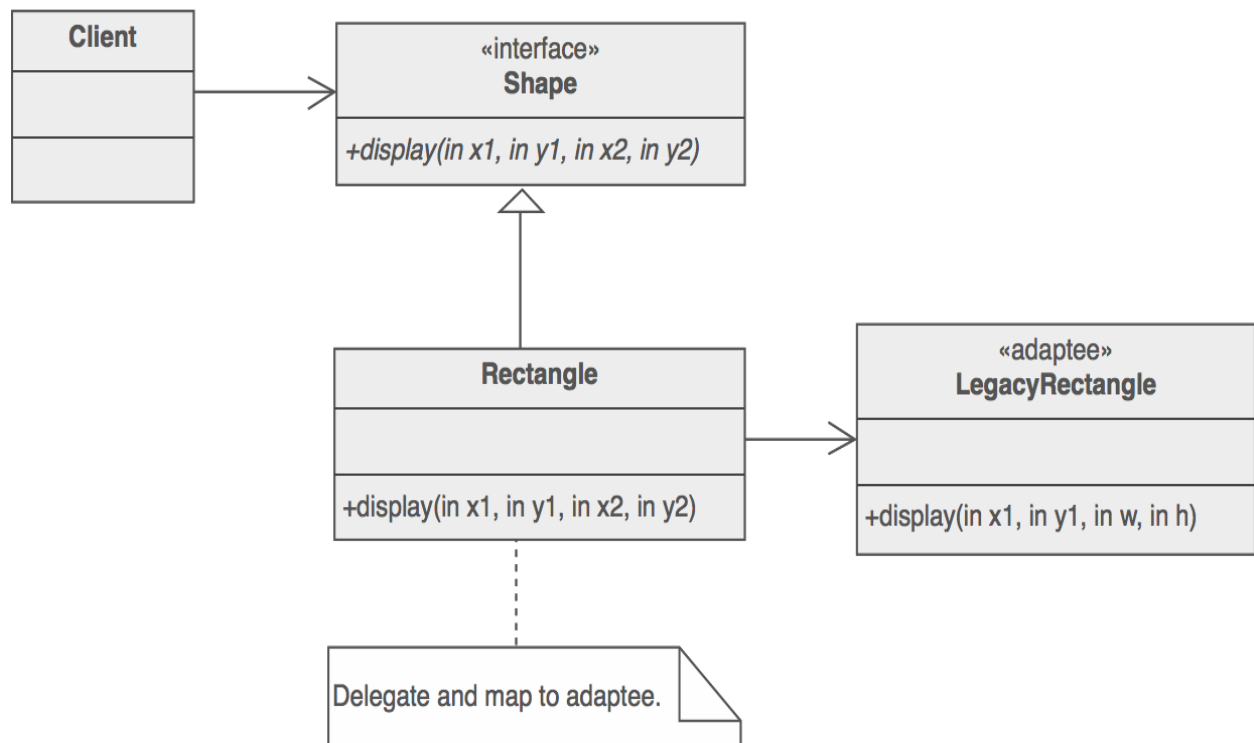 Client
«interface»
Shape
+display(in x1, in y1, in x2, in y2)
Rectangle
+display(in x1, in y1, in x2, in y2)
«adaptee»
LegacyRectangle
+display(in x1, in y1, in w, in h)
Delegate and map to adaptee.